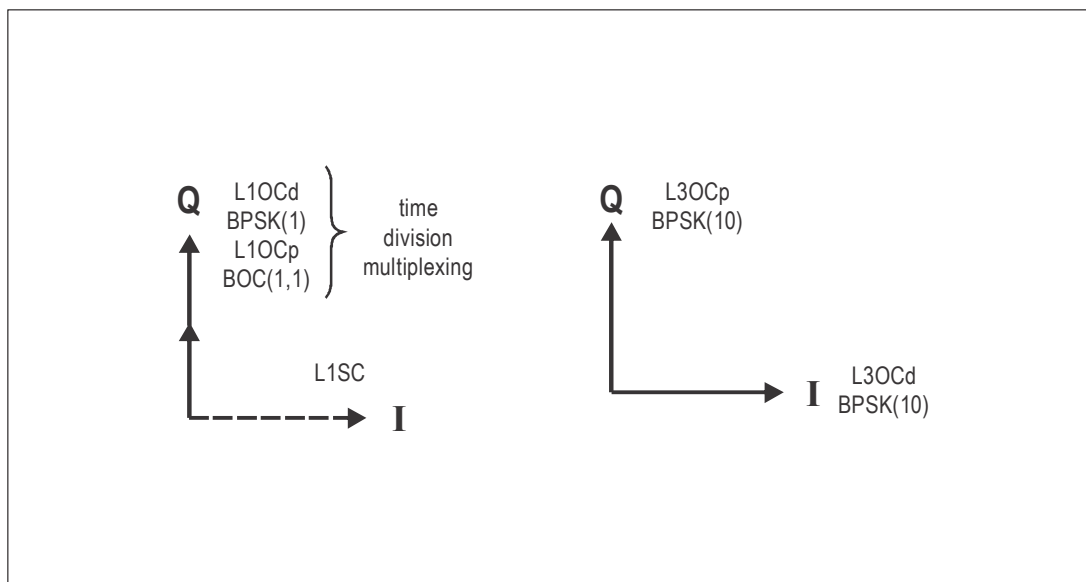 Q
L1OCd
BPSK(1)
L1OCp
BOC(1,1)
time
division
multiplexing
L1SC
I
Q
L3OCp
BPSK(10)
I
L3OCd
BPSK(10)